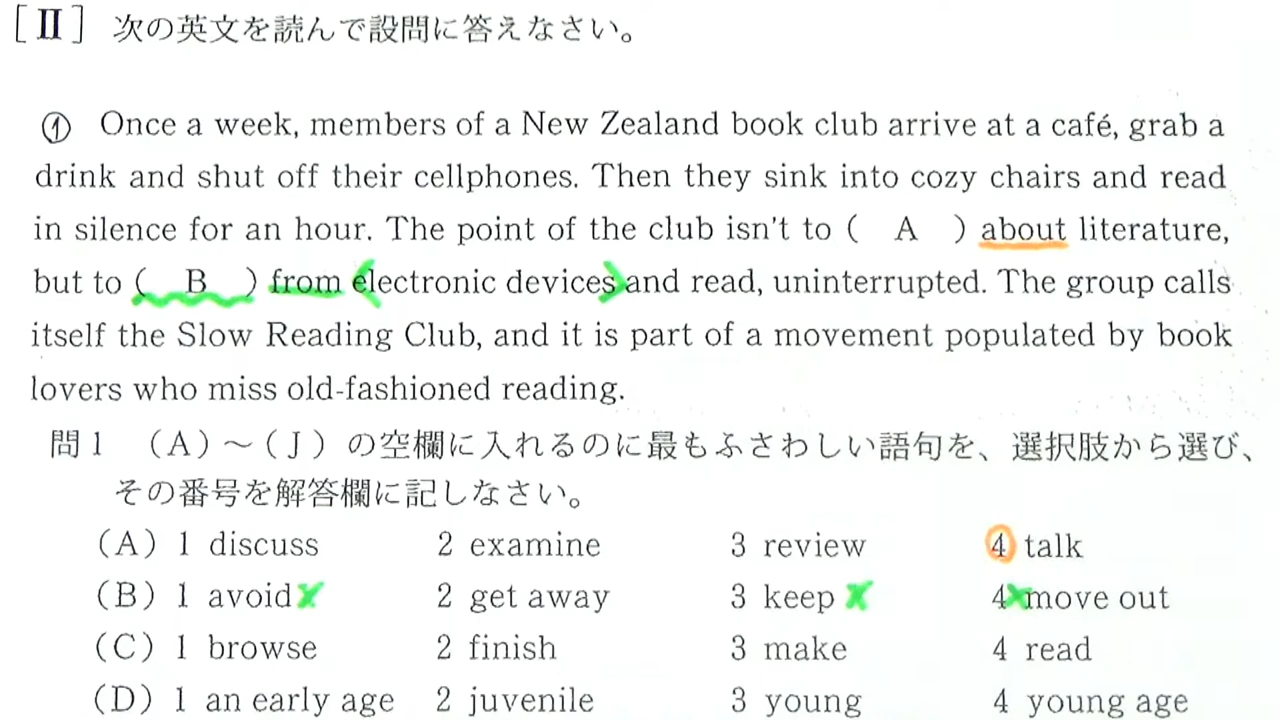 [Ⅱ] 次の英文を読んで設問に答えなさい。
① Once a week, members of a New Zealand book club arrive at a café, grab a
drink and shut off their cellphones. Then they sink into cozy chairs and read
in silence for an hour. The point of the club isn't to ( A ) about literature,
but to ( B ) from electronic devices and read, uninterrupted. The group calls
itself the Slow Reading Club, and it is part of a movement populated by book
lovers who miss old-fashioned reading.
問1 (A)～(J)の空欄に入れるのに最もふさわしい語句を、選択肢から選び、
その番号を解答欄に記しなさい。
(A) 1 discuss 2 examine 3 review 4 talk
(B) 1 avoid 2 get away 3 keep 4 move out
(C) 1 browse 2 finish 3 make 4 read
(D) 1 an early age 2 juvenile 3 young 4 young age